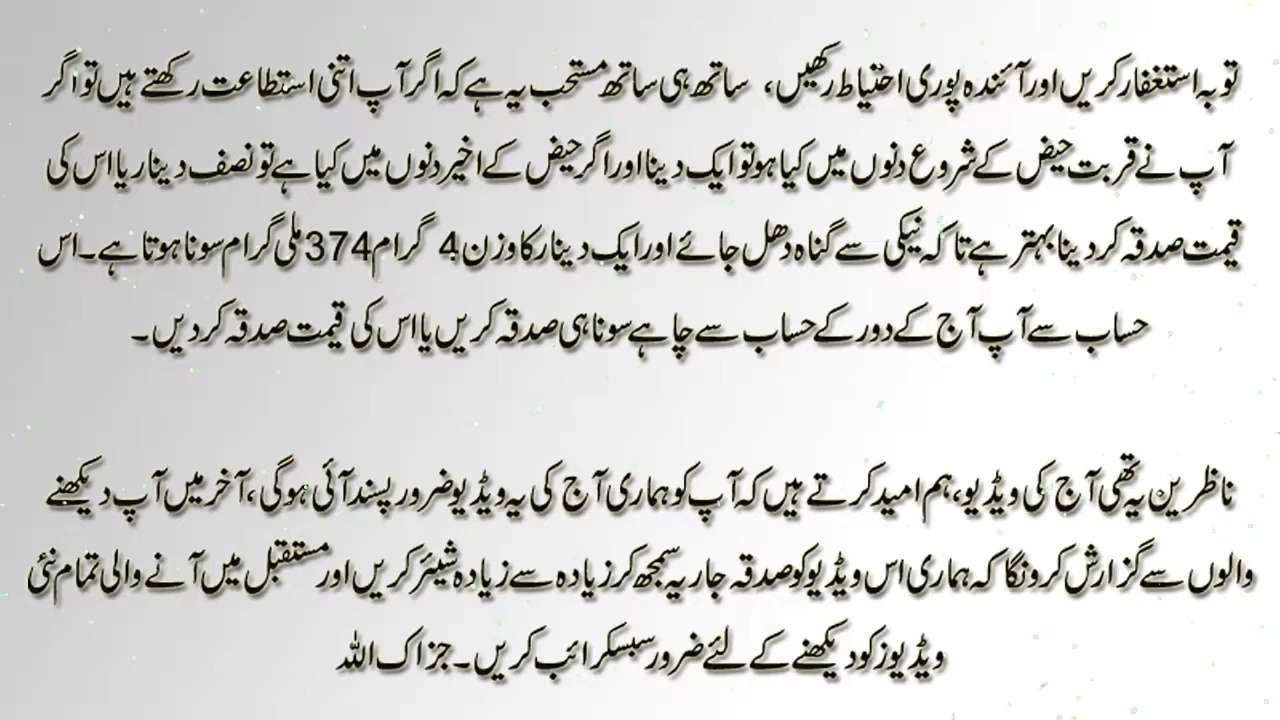 توبہ استغفار کریں اور آئندہ پوری احتیاط رکھیں، ساتھ ہی ساتھ مستحب یہ ہے کہ اگر آپ اتنی استطاعت رکھتے ہیں تو اگر
آپ نے قربت حیض کے شروع دنوں میں کیا ہو تو ایک دینا اور اگر حیض کے اخیر دنوں میں کیا ہے تو نصف دینار یا اس کی
قیمت صدقہ کر دینا بہتر ہے تا کہ نیکی سے گناہ دھل جائے اور ایک دینار کا وزن 4 گرام 374 ملی گرام سونا ہوتا ہے۔ اس
حساب سے آپ آج کے دور کے حساب سے چاہے سونا ہی صدقہ کریں یا اس کی قیمت صدقہ کر دیں۔
ناظرین یہ تھی آج کی ویڈیو، ہم امید کرتے ہیں کہ آپ کو ہماری آج کی یہ ویڈیو ضرور پسند آئی ہوگی، آخر میں آپ دیکھنے
والوں سے گزارش کرونگا کہ ہماری اس ویڈیو کو صدقہ جاریہ سمجھ کر زیادہ سے زیادہ شیئر کریں اور مستقبل میں آنے والی تمام نئی
ویڈیوز کو دیکھنے کے لئے ضرور سبسکرائب کریں۔ جزاک اللہ